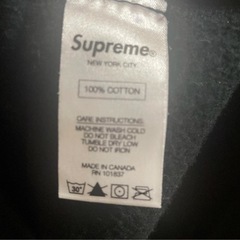 Supreme®
NEW YORK CITY
100% COTTON
CARE INSTRUCTIONS:
MACHINE WASH COLD
DO NOT BLEACH
TUMBLE DRY LOW
DO NOT IRON
MADE IN CANADA
RN 101837
30°